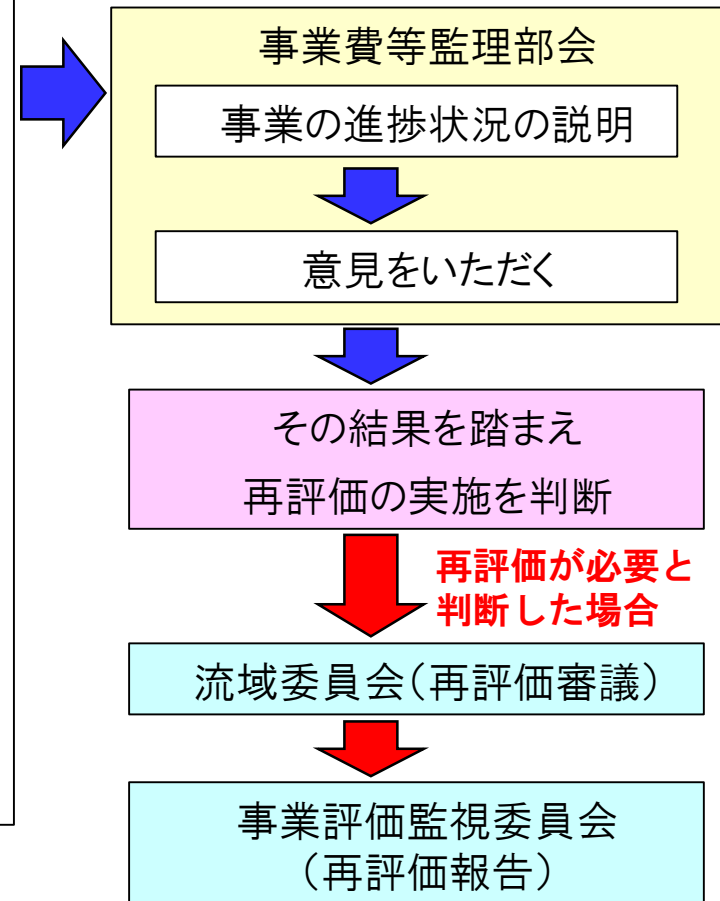 事業費等監理部会
事業の進捗状況の説明
意見をいただく
その結果を踏まえ
再評価の実施を判断
再評価が必要と
判断した場合
流域委員会（再評価審議）
事業評価監視委員会
（再評価報告）